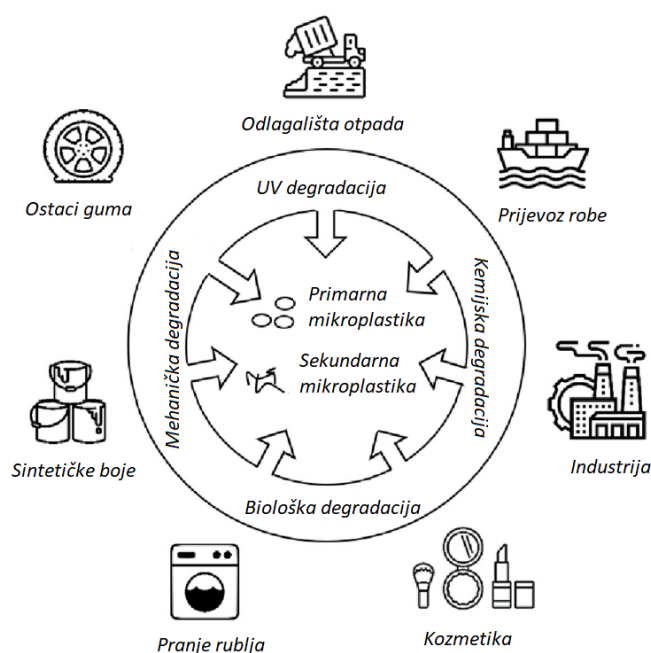 Odlagališta otpada
Ostaci guma
Prijevoz robe
UV degradacija
Mehanička degradacija
Kemijska degradacija
Primarna
mikroplastika
Sekundarna
mikroplastika
Biološka degradacija
Sintetičke boje
Industrija
Pranje rublja
Kozmetika